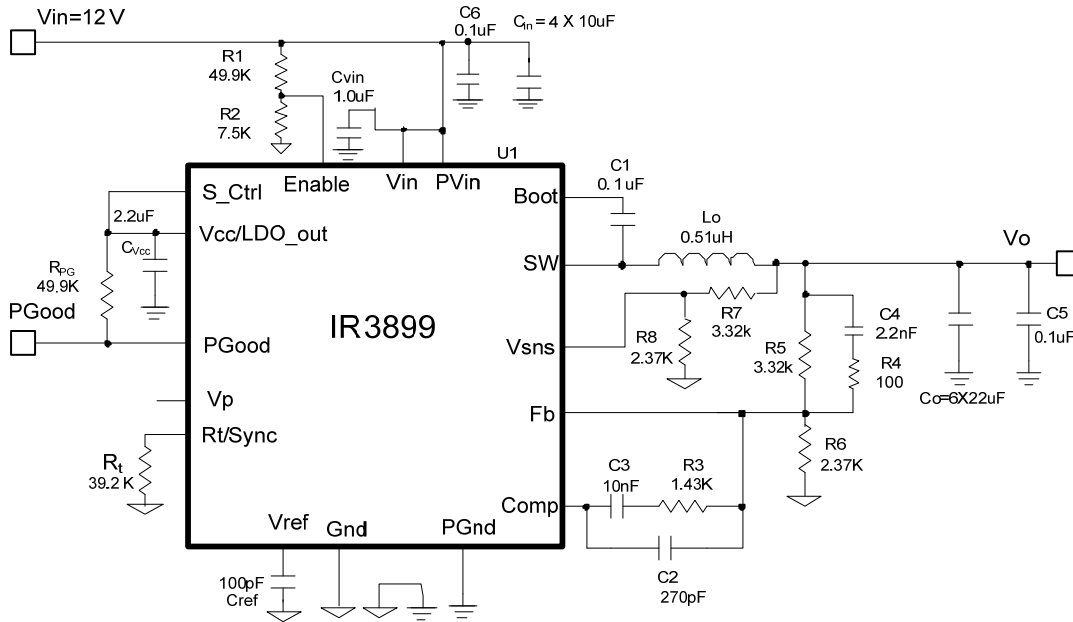 Vin=12 V
C6
0.1uF
Cin = 4 X 10uF
R1
49.9K
Cvin
1.0uF
R2
7.5K
U1
Enable
Vin
PVin
S_Ctrl
Boot
C1
0.1uF
2.2uF
Vcc/LDO_out
CVcc
Lo
0.51uH
Vo
SW
RPG
49.9K
PGood
IR3899
PGood
Vsns
R7
3.32k
R8
2.37K
R5
3.32k
C4
2.2nF
R4
100
C5
0.1uF
Co=6X22uF
Vp
Fb
Rt/Sync
Rt
39.2K
R6
2.37K
C3
10nF
R3
1.43K
Comp
Vref
Gnd
PGnd
100pF
Cref
C2
270pF